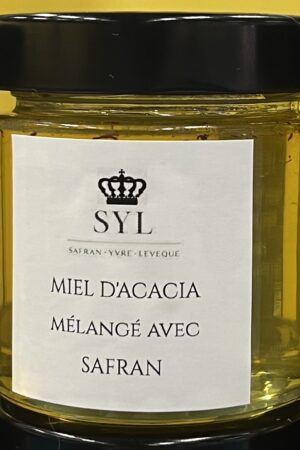 SYL
SAFRAN · YVRE · LEVEQUE
MIEL D'ACACIA
MÉLANGÉ AVEC
SAFRAN